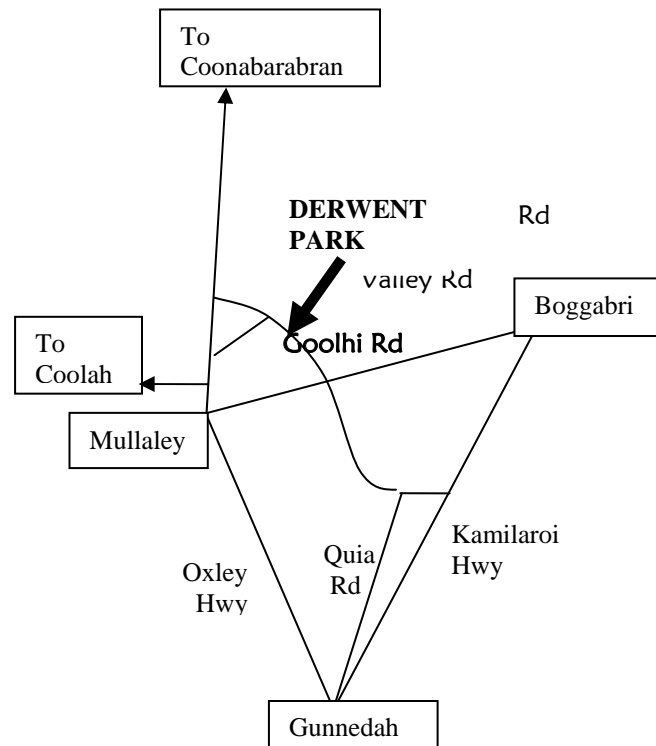 To
Coonabarabran
DERWENT
PARK
Rd
Valley Rd
Boggabri
Goolhi Rd
To
Coolah
Mullaley
Kamilaroi
Hwy
Quia
Rd
Oxley
Hwy
Gunnedah